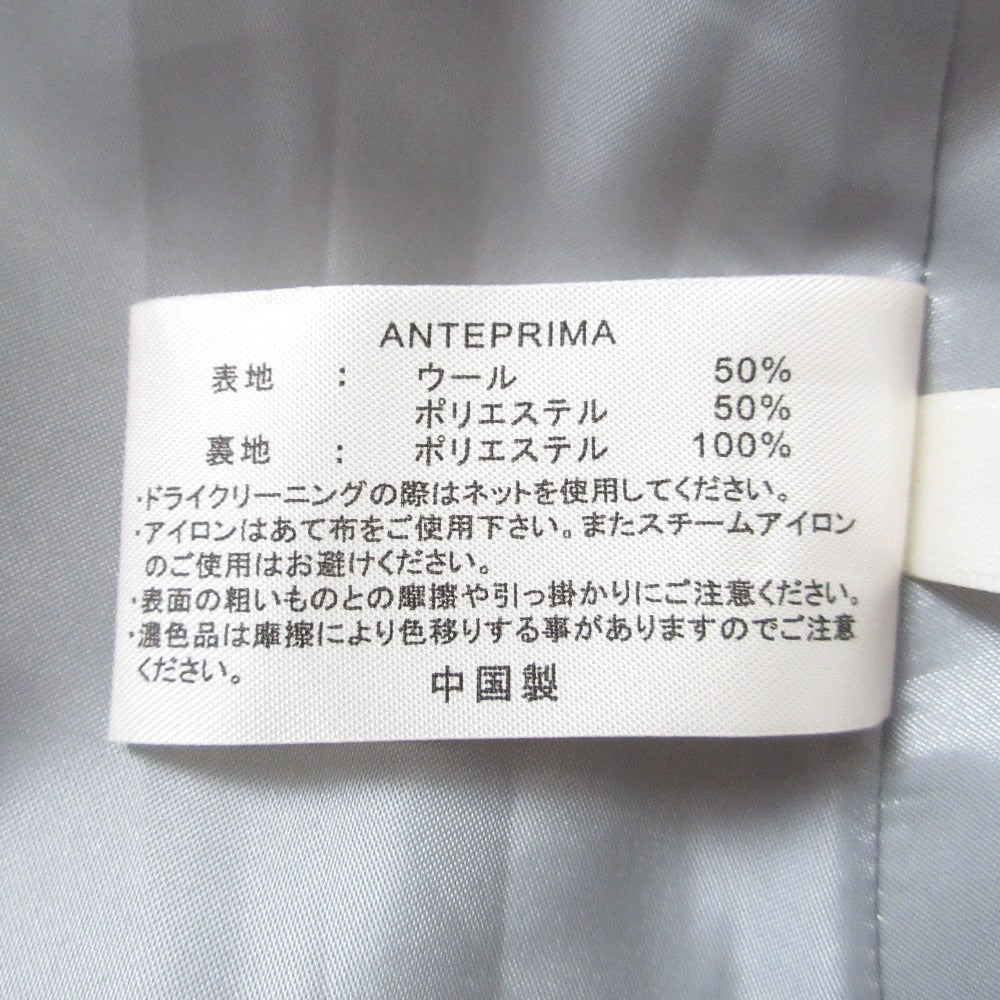 ANTEPRIMA
表地 : ウール 50%
ポリエステル 50%
裏地 : ポリエステル 100%
・ドライクリーニングの際はネットを使用してください。
・アイロンはあて布をご使用下さい。またスチームアイロン
のご使用はお避けください。
・表面の粗いものとの摩擦や引っ掛かりにご注意ください。
・濃色品は摩擦により色移りする事がありますのでご注意
ください。
中国製